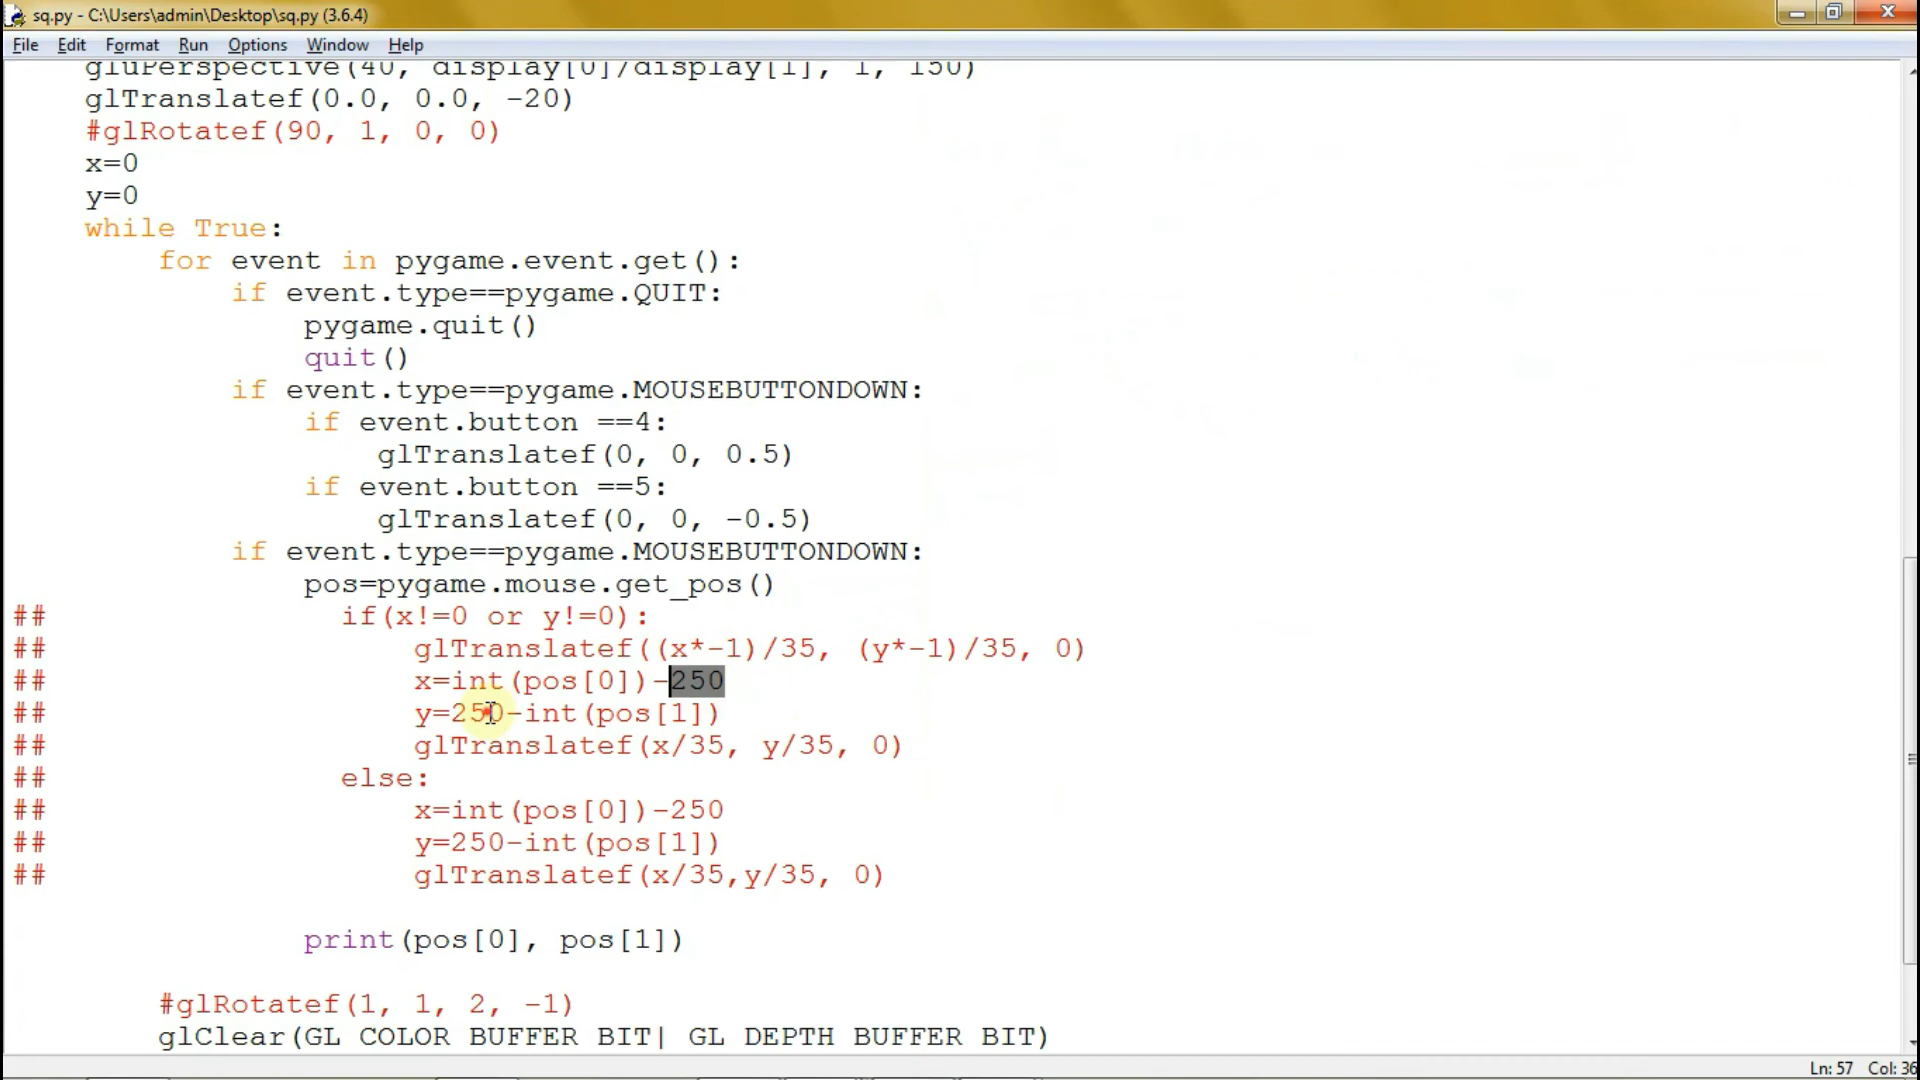 sq.py - C:\Users\admin\Desktop\sq.py (3.6.4)
File Edit Format Run Options Window Help
gluPerspective(40, display[0]/display[1], 1, 150)
glTranslatef(0.0, 0.0, -20)
#glRotatef(90, 1, 0, 0)
x=0
y=0
while True:
for event in pygame.event.get():
if event.type==pygame.QUIT:
pygame.quit()
quit()
if event.type==pygame.MOUSEBUTTONDOWN:
if event.button ==4:
glTranslatef(0, 0, 0.5)
if event.button ==5:
glTranslatef(0, 0, -0.5)
if event.type==pygame.MOUSEBUTTONDOWN:
pos=pygame.mouse.get_pos()
## if(x!=0 or y!=0):
## glTranslatef((x*-1)/35, (y*-1)/35, 0)
## x=int(pos[0])-250
## y=250-int(pos[1])
## glTranslatef(x/35, y/35, 0)
## else:
## x=int(pos[0])-250
## y=250-int(pos[1])
## glTranslatef(x/35,y/35, 0)
print(pos[0], pos[1])
#glRotatef(1, 1, 2, -1)
glClear(GL_COLOR_BUFFER_BIT| GL_DEPTH_BUFFER_BIT)
Ln: 57 Col: 36